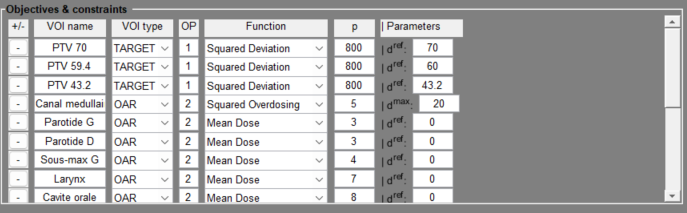 Objectives & constraints
+/- VOI name VOI type OP Function p | Parameters
- PTV 70 TARGET 1 Squared Deviation 800 | d^ref: 70
- PTV 59.4 TARGET 1 Squared Deviation 800 | d^ref: 60
- PTV 43.2 TARGET 1 Squared Deviation 800 | d^ref: 43.2
- Canal medullai OAR 2 Squared Overdosing 5 | d^max: 20
- Parotide G OAR 2 Mean Dose 3 | d^ref: 0
- Parotide D OAR 2 Mean Dose 3 | d^ref: 0
- Sous-max G OAR 2 Mean Dose 4 | d^ref: 0
- Larynx OAR 2 Mean Dose 7 | d^ref: 0
- Cavite orale OAR 2 Mean Dose 8 | d^ref: 0